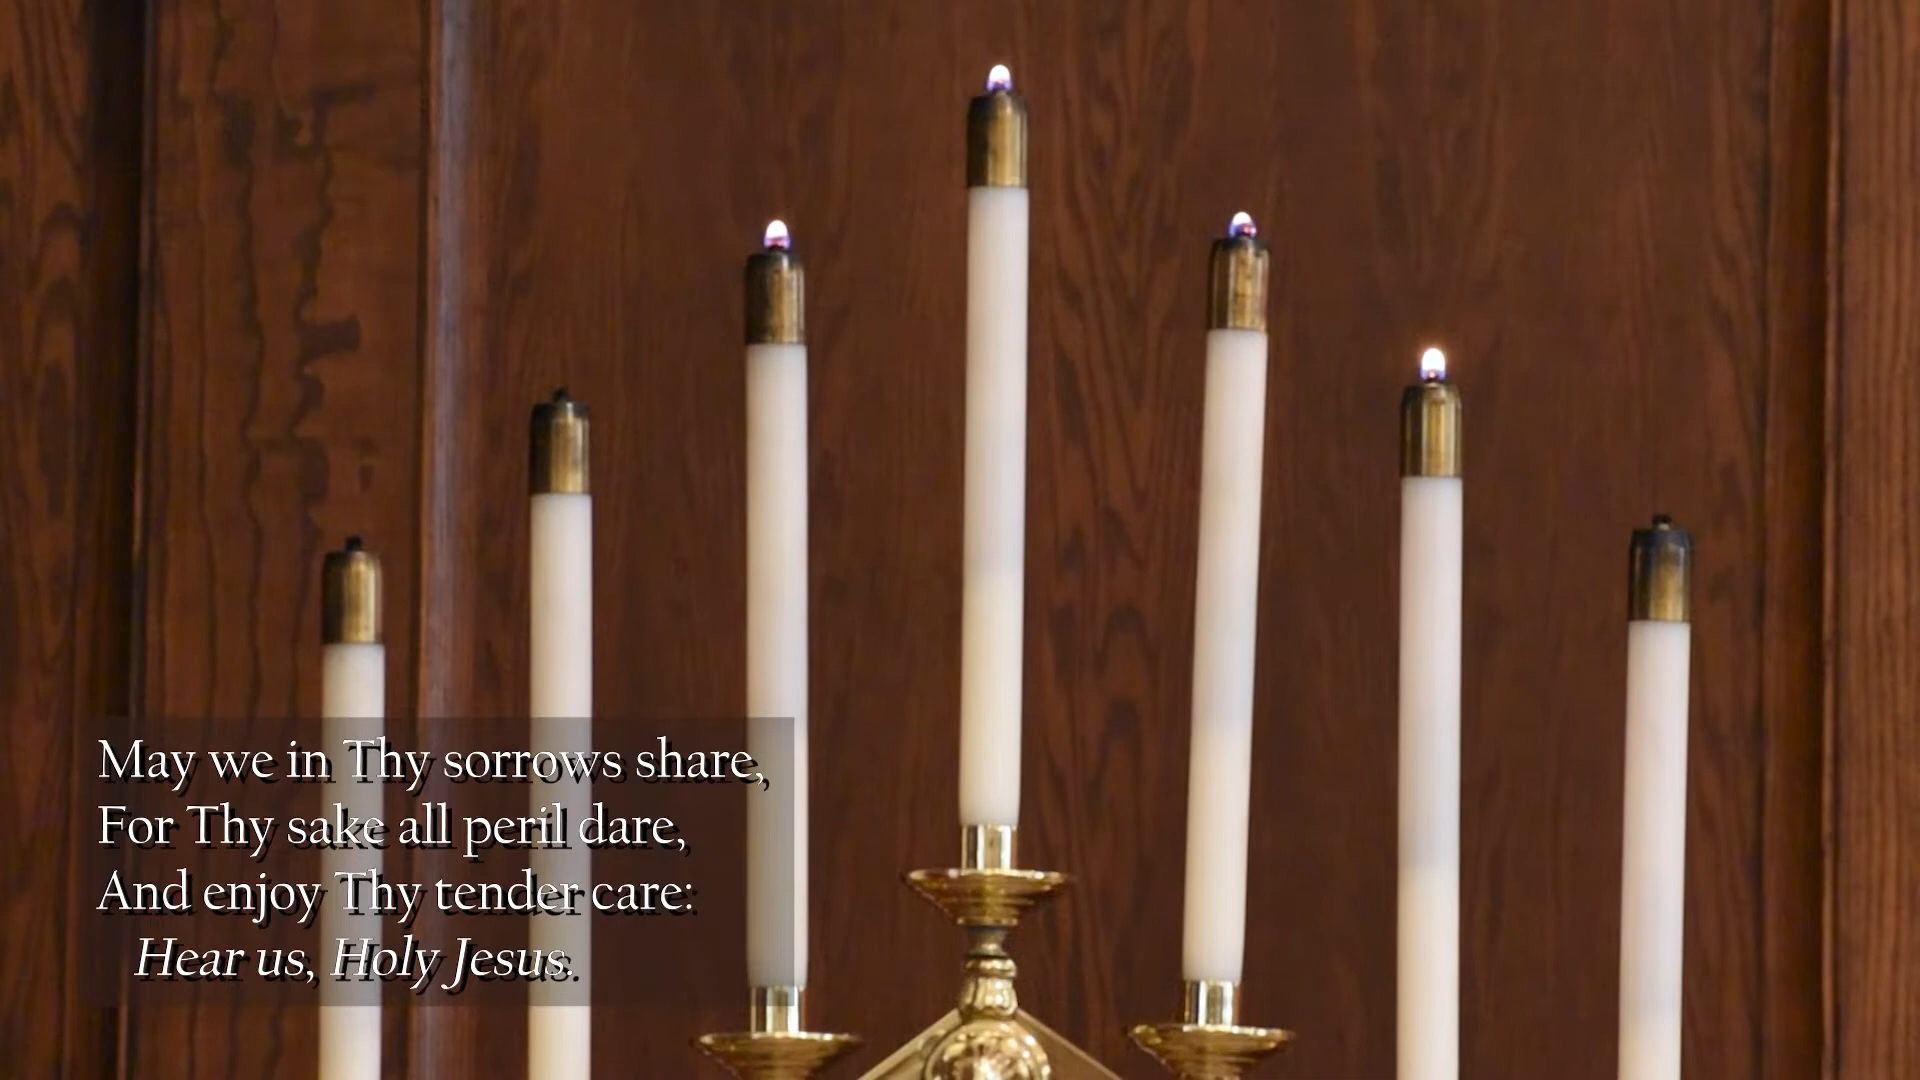 May we in Thy sorrows share,
For Thy sake all peril dare,
And enjoy Thy tender care:
Hear us, Holy Jesus.